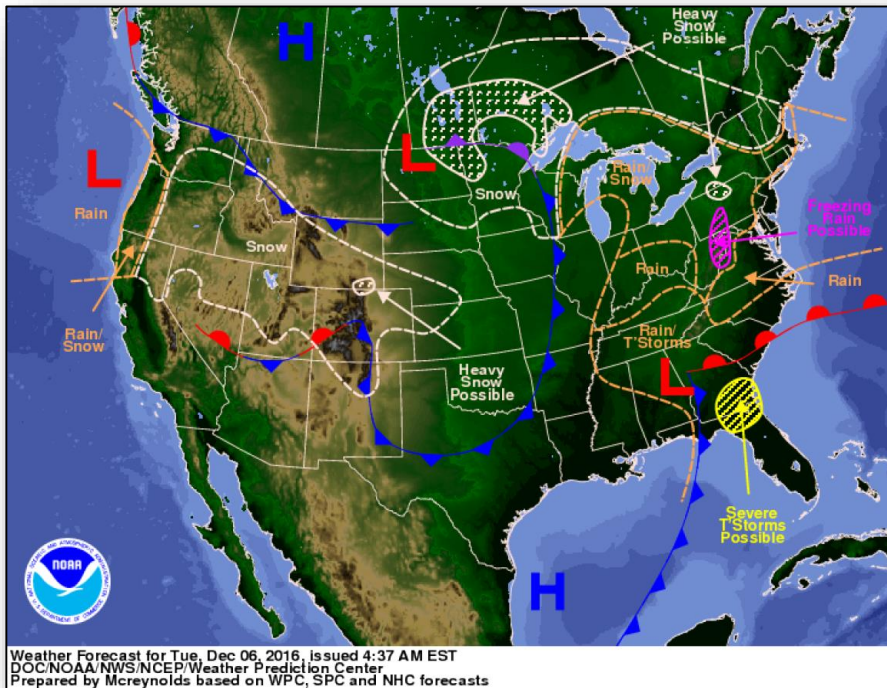 Heavy
Snow
Possible
H
L
L
Rain/
Snow
Snow
Freezing
Rain
Possible
Rain
Snow
Rain
Rain
Rain/
Snow
Rain/
T'Storms
L
Heavy
Snow
Possible
Severe
T'Storms
Possible
H
NOAA
Weather Forecast for Tue, Dec 06, 2016, issued 4:37 AM EST
DOC/NOAA/NWS/NCEP/Weather Prediction Center
Prepared by Mcreynolds based on WPC, SPC and NHC forecasts